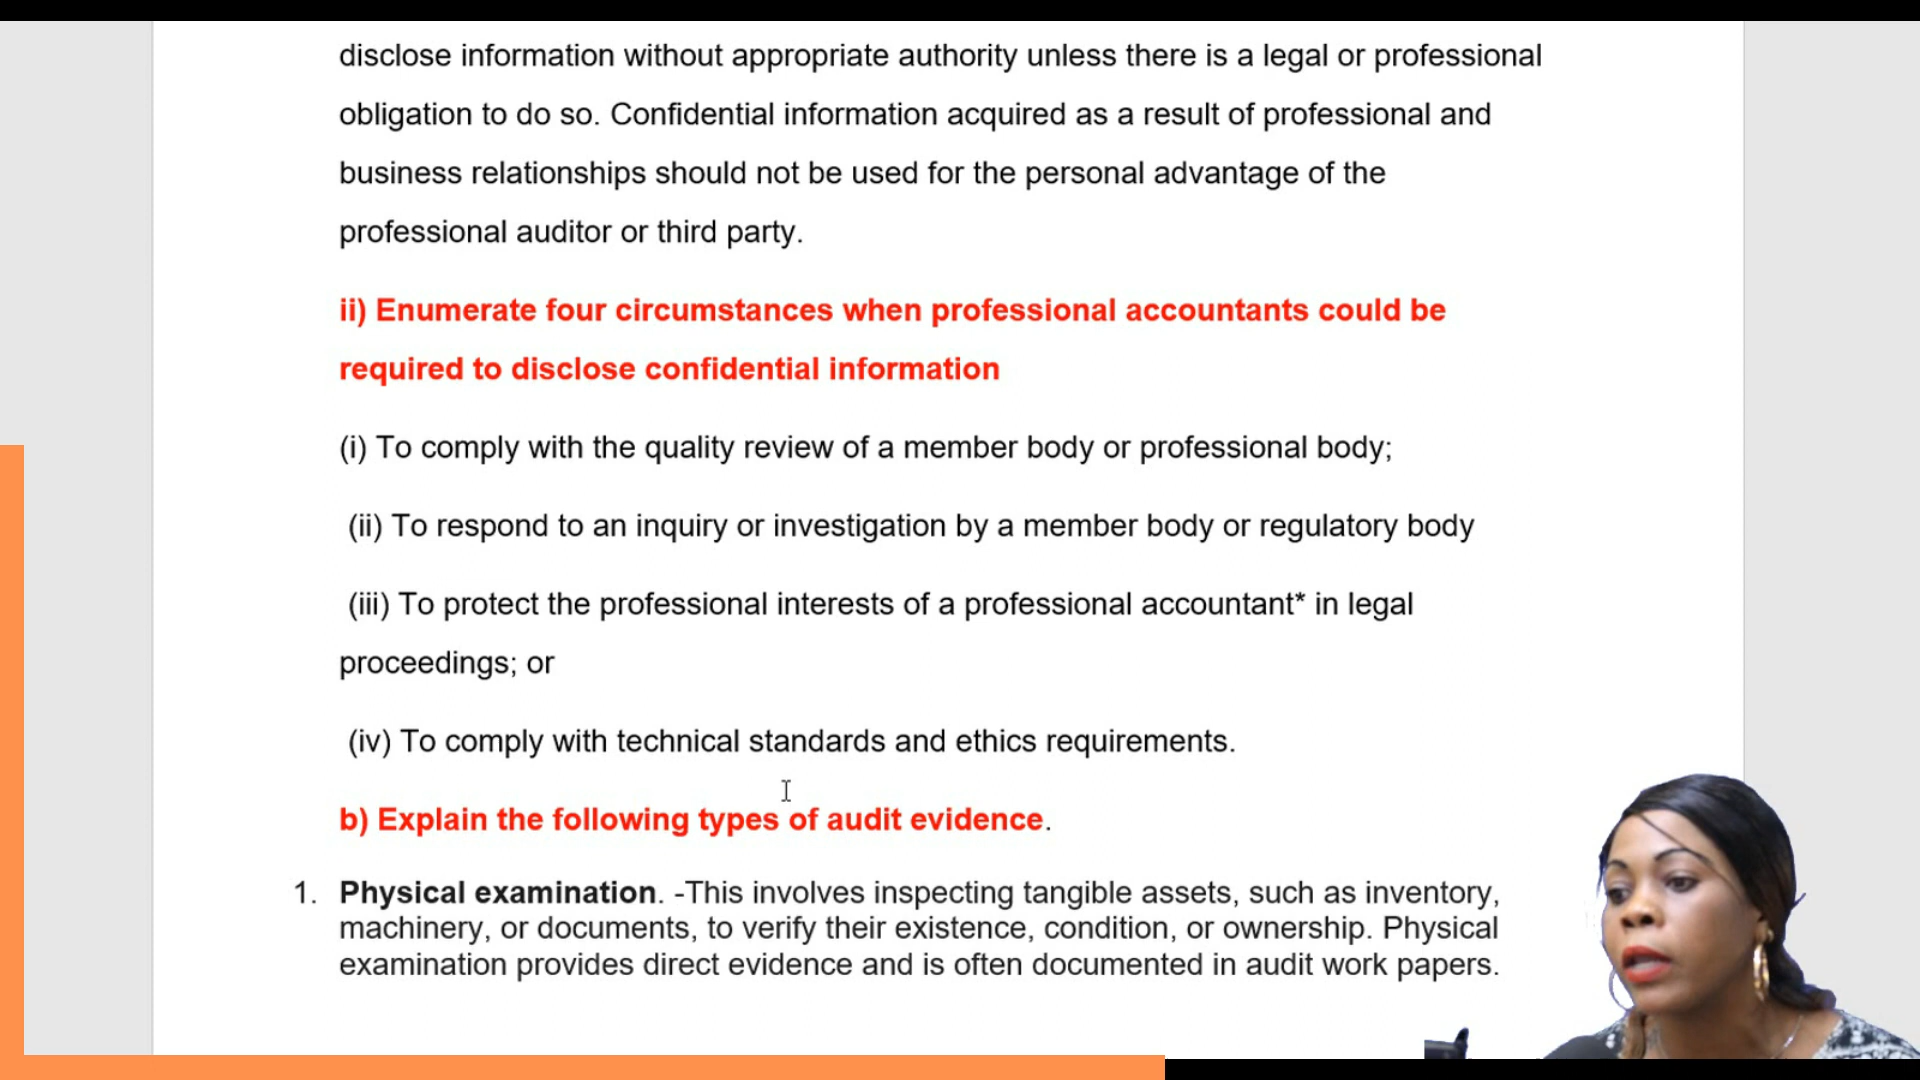 disclose information without appropriate authority unless there is a legal or professional
obligation to do so. Confidential information acquired as a result of professional and
business relationships should not be used for the personal advantage of the
professional auditor or third party.
ii) Enumerate four circumstances when professional accountants could be
required to disclose confidential information
(i) To comply with the quality review of a member body or professional body;
(ii) To respond to an inquiry or investigation by a member body or regulatory body
(iii) To protect the professional interests of a professional accountant* in legal
proceedings; or
(iv) To comply with technical standards and ethics requirements.
b) Explain the following types of audit evidence.
1. Physical examination. -This involves inspecting tangible assets, such as inventory,
machinery, or documents, to verify their existence, condition, or ownership. Physical
examination provides direct evidence and is often documented in audit work papers.